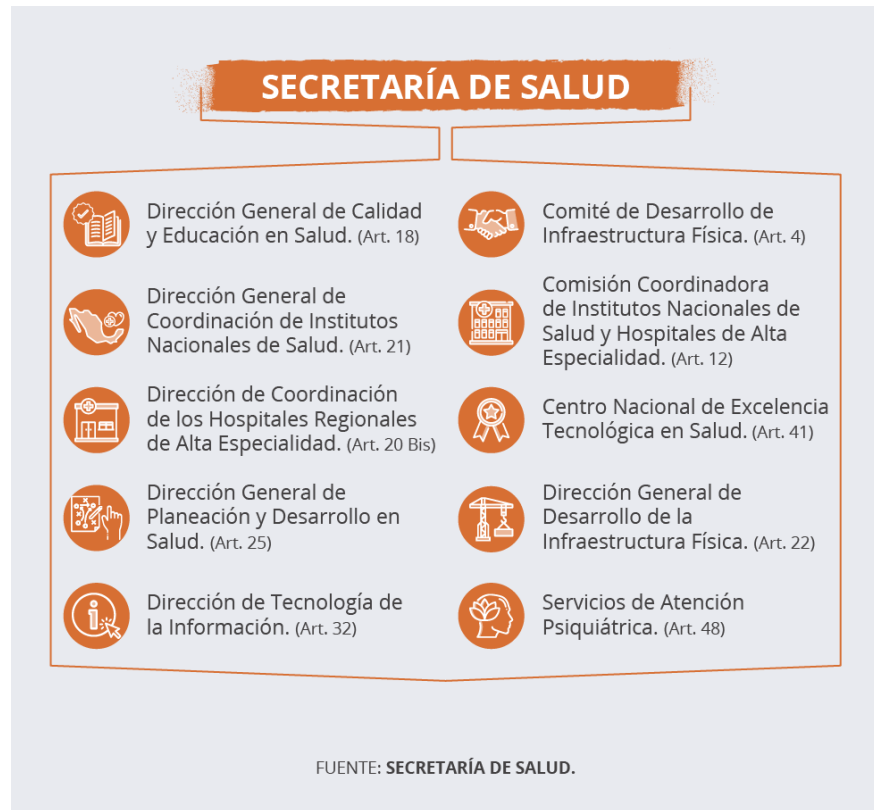 SECRETARÍA DE SALUD
Dirección General de Calidad
y Educación en Salud. (Art. 18)
Dirección General de
Coordinación de Institutos
Nacionales de Salud. (Art. 21)
Dirección de Coordinación
de los Hospitales Regionales
de Alta Especialidad. (Art. 20 Bis)
Dirección General de
Planeación y Desarrollo en
Salud. (Art. 25)
Dirección de Tecnología de
la Información. (Art. 32)
Comité de Desarrollo de
Infraestructura Física. (Art. 4)
Comisión Coordinadora
de Institutos Nacionales de
Salud y Hospitales de Alta
Especialidad. (Art. 12)
Centro Nacional de Excelencia
Tecnológica en Salud. (Art. 41)
Dirección General de
Desarrollo de la
Infraestructura Física. (Art. 22)
Servicios de Atención
Psiquiátrica. (Art. 48)
FUENTE: SECRETARÍA DE SALUD.